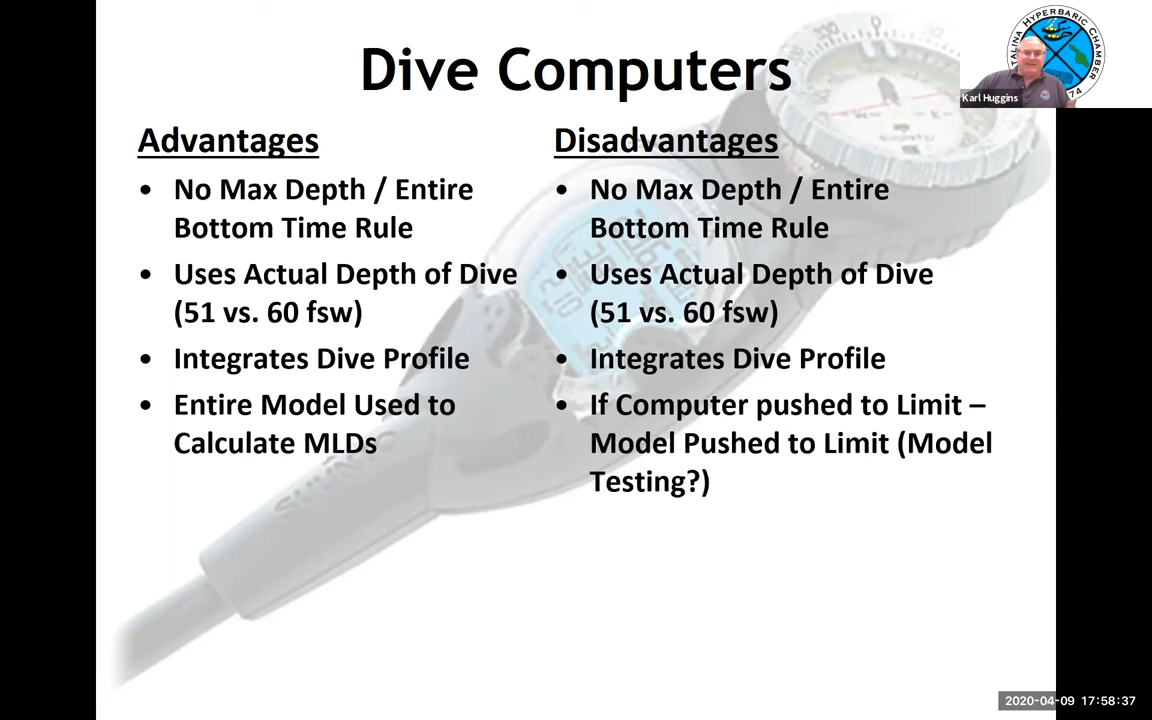 Dive Computers
CATALINA HYPERBARIC CHAMBER
74
Karl Huggins
Advantages
• No Max Depth / Entire
Bottom Time Rule
• Uses Actual Depth of Dive
(51 vs. 60 fsw)
• Integrates Dive Profile
• Entire Model Used to
Calculate MLDs
Disadvantages
• No Max Depth / Entire
Bottom Time Rule
• Uses Actual Depth of Dive
(51 vs. 60 fsw)
• Integrates Dive Profile
• If Computer pushed to Limit –
Model Pushed to Limit (Model
Testing?)
SUUNTO
2020-04-09 17:58:37